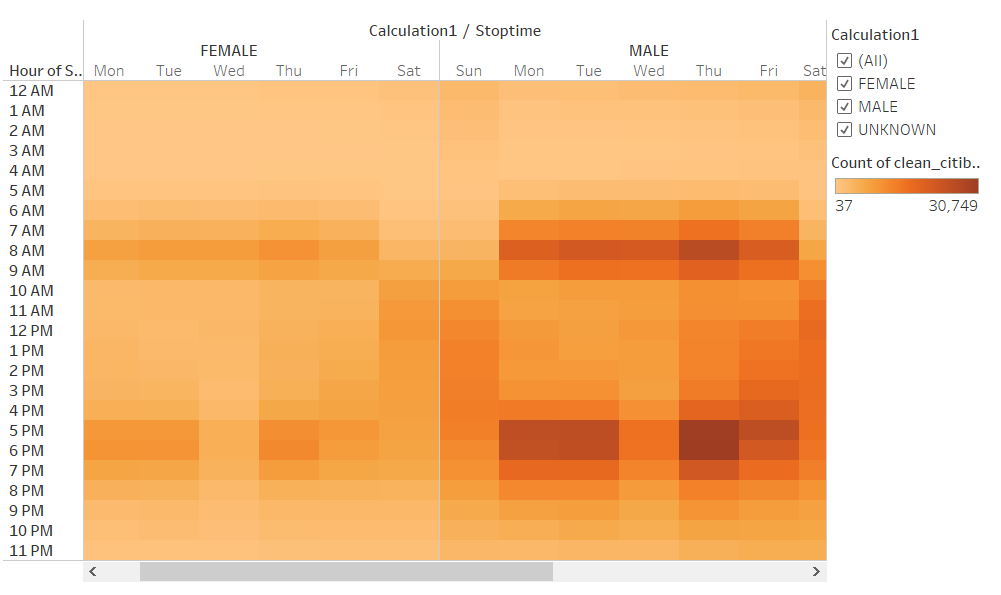 Calculation1 / Stoptime
FEMALE MALE
Hour of S.. Mon Tue Wed Thu Fri Sat Sun Mon Tue Wed Thu Fri Sat
12 AM
1 AM
2 AM
3 AM
4 AM
5 AM
6 AM
7 AM
8 AM
9 AM
10 AM
11 AM
12 PM
1 PM
2 PM
3 PM
4 PM
5 PM
6 PM
7 PM
8 PM
9 PM
10 PM
11 PM
Calculation1
(All)
FEMALE
MALE
UNKNOWN
Count of clean_citib..
37 30,749